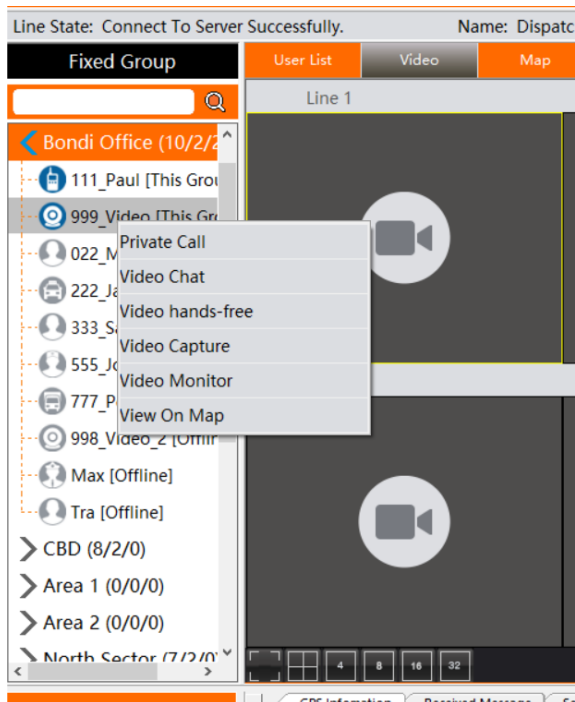 Line State: Connect To Server Successfully. Name: Dispatc
Fixed Group
User List Video Map
Line 1
Bondi Office (10/2/2
111_Paul [This Grou
999_Video [This Gro
Private Call
022_M
Video Chat
222_Ja
Video hands-free
333_Sa
Video Capture
555_Jo
Video Monitor
777_P
View On Map
998_Video_2 [Offlin
Max [Offline]
Tra [Offline]
CBD (8/2/0)
Area 1 (0/0/0)
Area 2 (0/0/0)
North Sector (7/2/0)
4 8 16 32
GPS Infomation Received Message Se